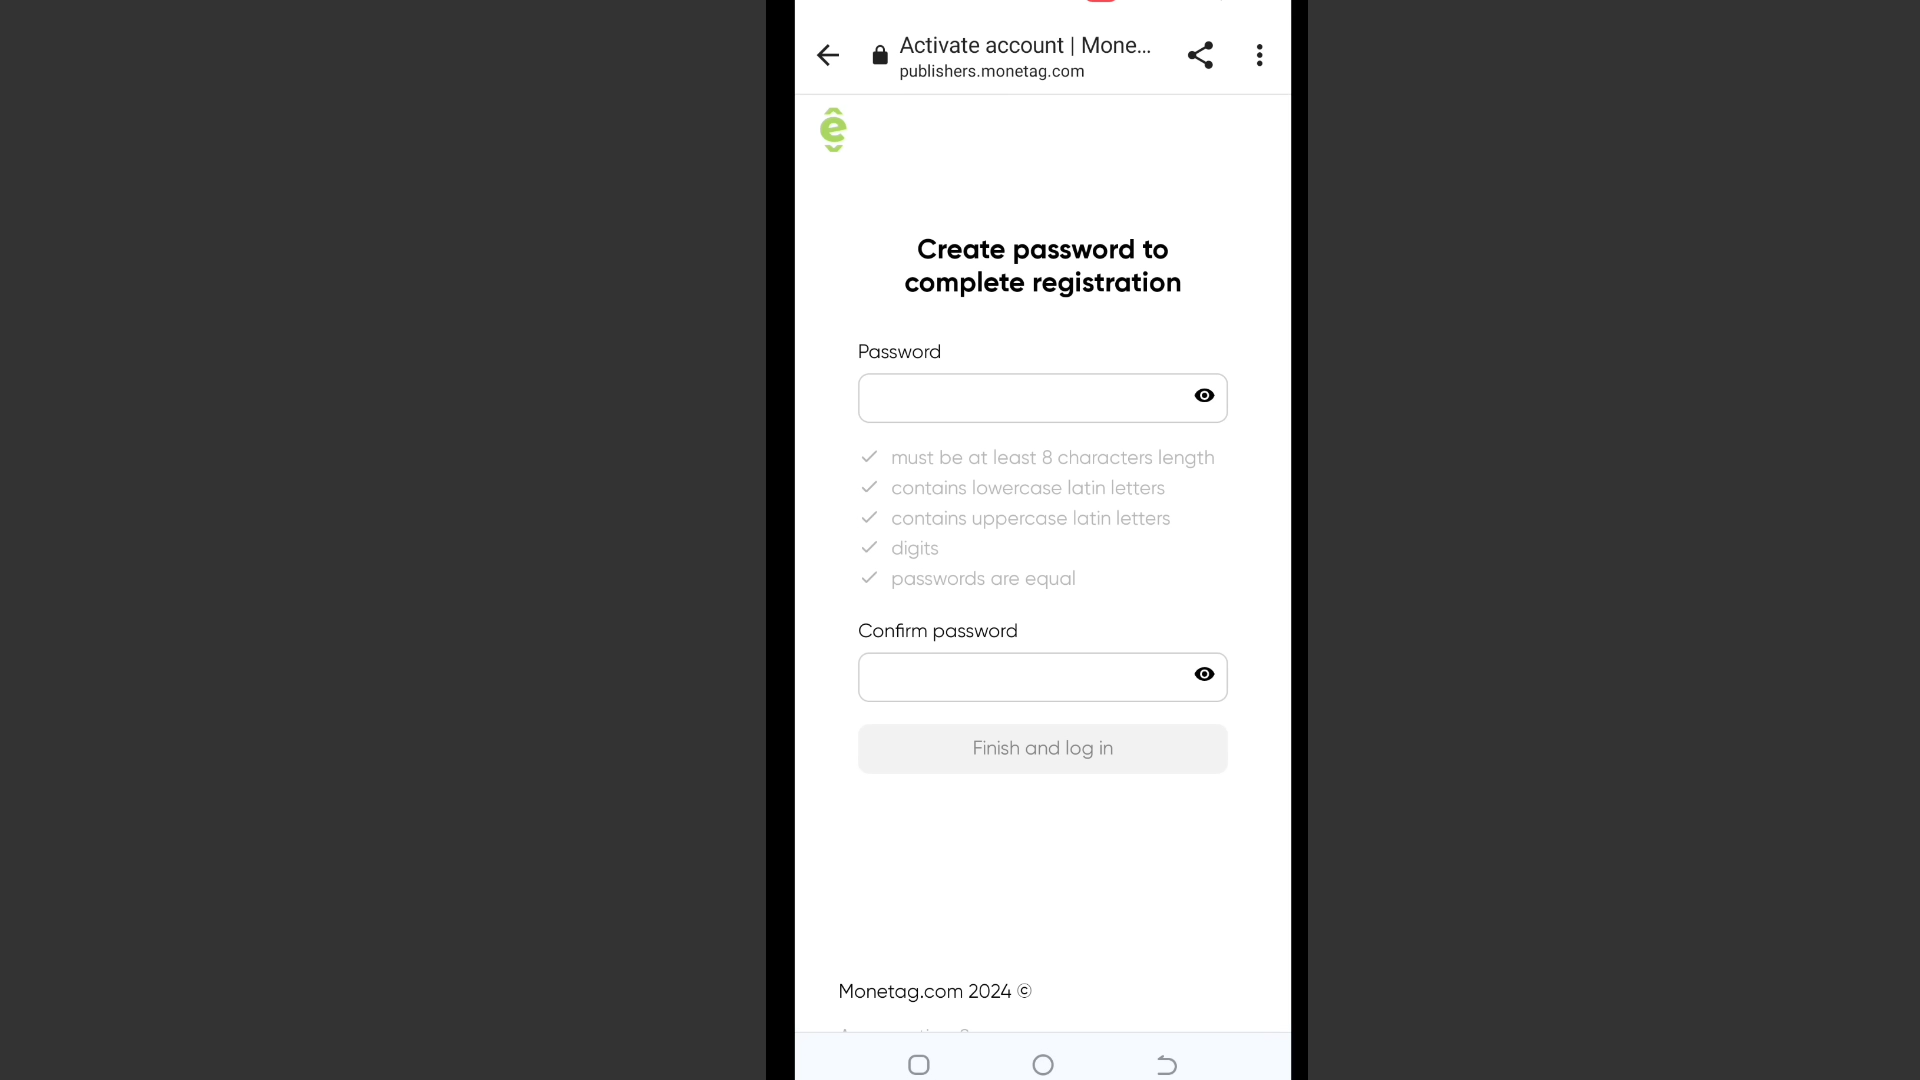 Activate account | Mone...
publishers.monetag.com
Create password to
complete registration
Password
must be at least 8 characters length
contains lowercase latin letters
contains uppercase latin letters
digits
passwords are equal
Confirm password
Finish and log in
Monetag.com 2024 ©